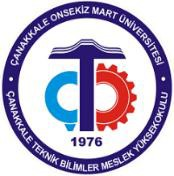 ÇANAKKALE ONSEKİZ MART ÜNİVERSİTESİ
1976
ÇANAKKALE TEKNİK BİLİMLER MESLEK YÜKSEKOKULU